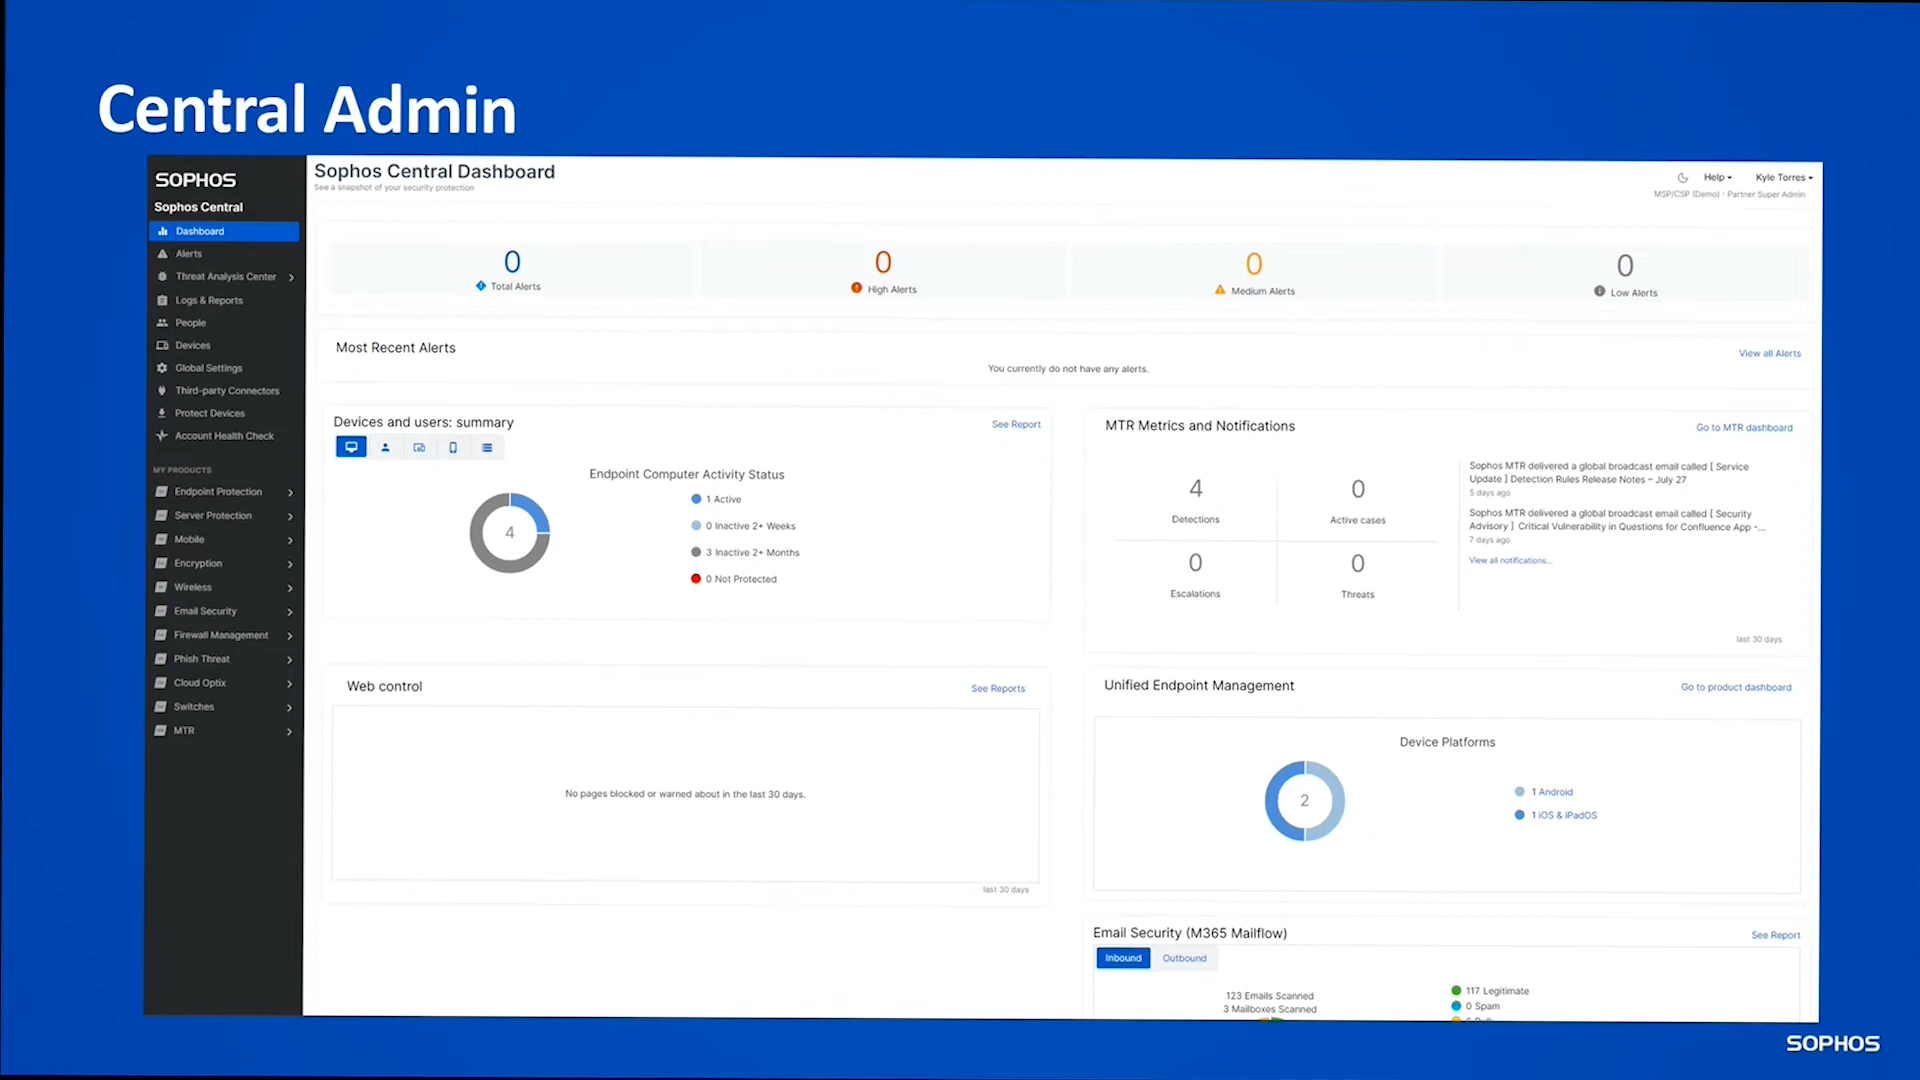 Central Admin
SOPHOS
Sophos Central
Dashboard
Alerts
Threat Analysis Center
Logs & Reports
People
Devices
Global Settings
Third-party Connectors
Protect Devices
Account Health Check
MY PRODUCTS
Endpoint Protection
Server Protection
Mobile
Encryption
Wireless
Email Security
Firewall Management
Phish Threat
Cloud Optix
Switches
MTR
Sophos Central Dashboard
See a snapshot of your security protection
Help
Kyle Torres
MSP/CSP (Demo) - Partner Super Admin
0
Total Alerts
0
High Alerts
0
Medium Alerts
0
Low Alerts
Most Recent Alerts
View all Alerts
You currently do not have any alerts.
Devices and users: summary
See Report
Endpoint Computer Activity Status
4
1 Active
0 Inactive 2+ Weeks
3 Inactive 2+ Months
0 Not Protected
MTR Metrics and Notifications
Go to MTR dashboard
4
Detections
0
Active cases
0
Escalations
0
Threats
Sophos MTR delivered a global broadcast email called [ Service
Update ] Detection Rules Release Notes – July 27
5 days ago
Sophos MTR delivered a global broadcast email called [ Security
Advisory ] Critical Vulnerability in Questions for Confluence App -...
7 days ago
View all notifications...
last 30 days
Web control
See Reports
No pages blocked or warned about in the last 30 days.
last 30 days
Unified Endpoint Management
Go to product dashboard
Device Platforms
2
1 Android
1 iOS & iPadOS
Email Security (M365 Mailflow)
See Report
Inbound
Outbound
123 Emails Scanned
3 Mailboxes Scanned
117 Legitimate
0 Spam
SOPHOS